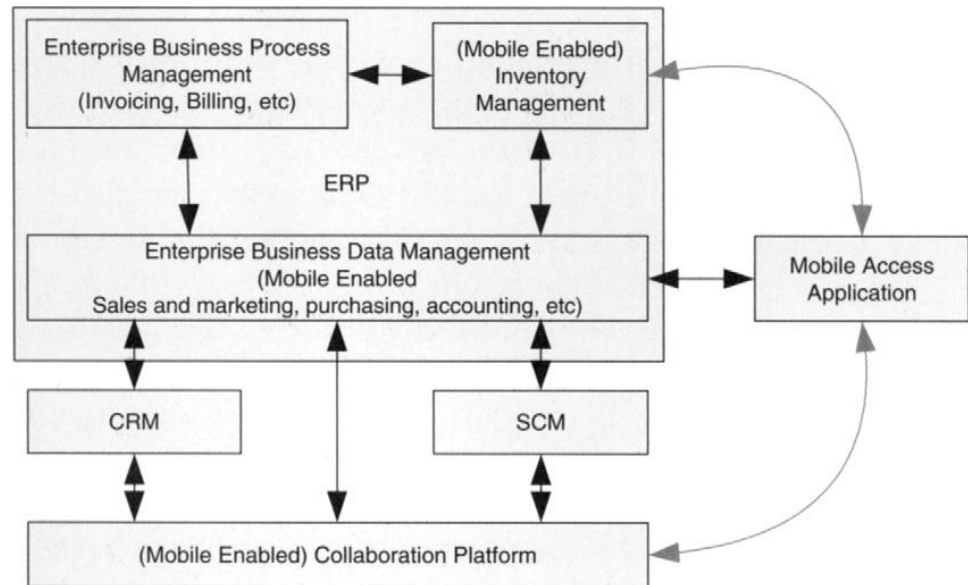 Enterprise Business Process
Management
(Invoicing, Billing, etc)
(Mobile Enabled)
Inventory
Management
ERP
Enterprise Business Data Management
(Mobile Enabled
Sales and marketing, purchasing, accounting, etc)
Mobile Access
Application
CRM
SCM
(Mobile Enabled) Collaboration Platform